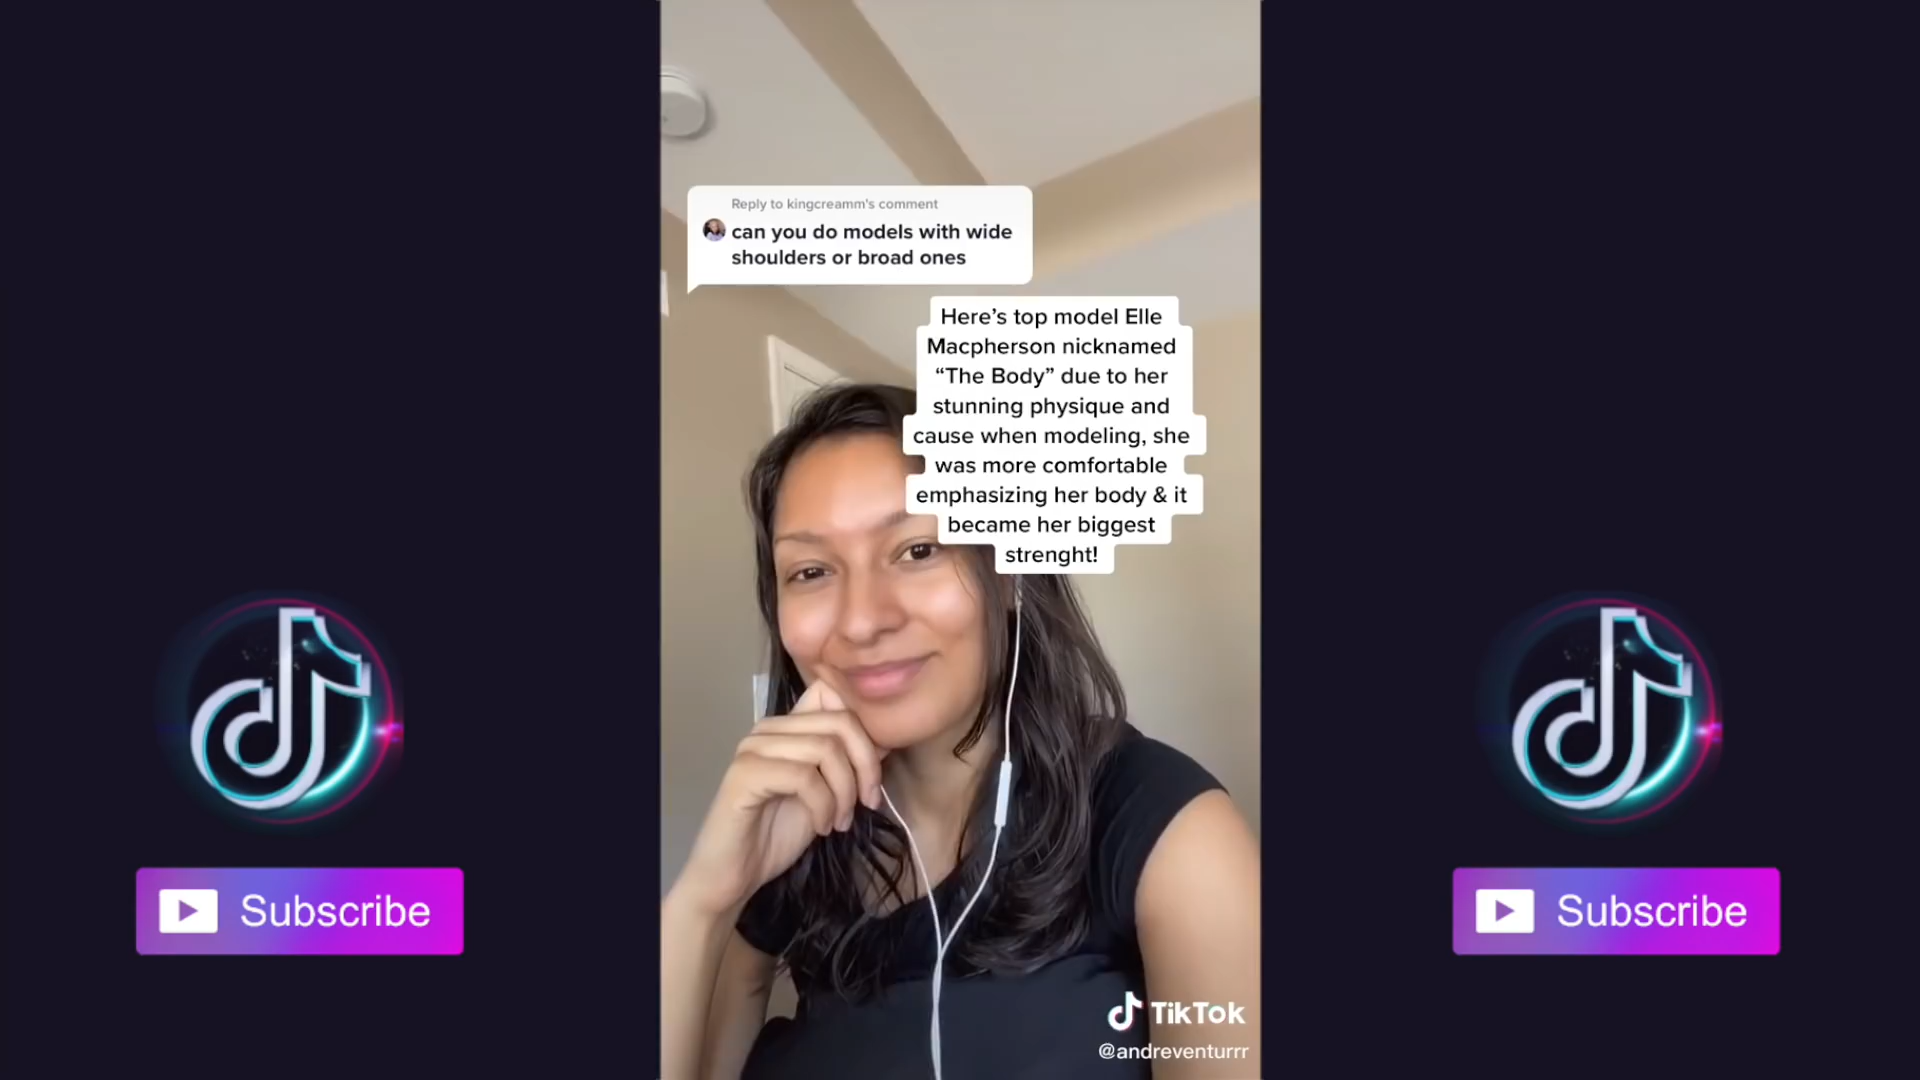 Reply to kingcreamm's comment
can you do models with wide
shoulders or broad ones
Here’s top model Elle
Macpherson nicknamed
“The Body” due to her
stunning physique and
cause when modeling, she
was more comfortable
emphasizing her body & it
became her biggest
strenght!
Subscribe
Subscribe
TikTok
@andreventurrr